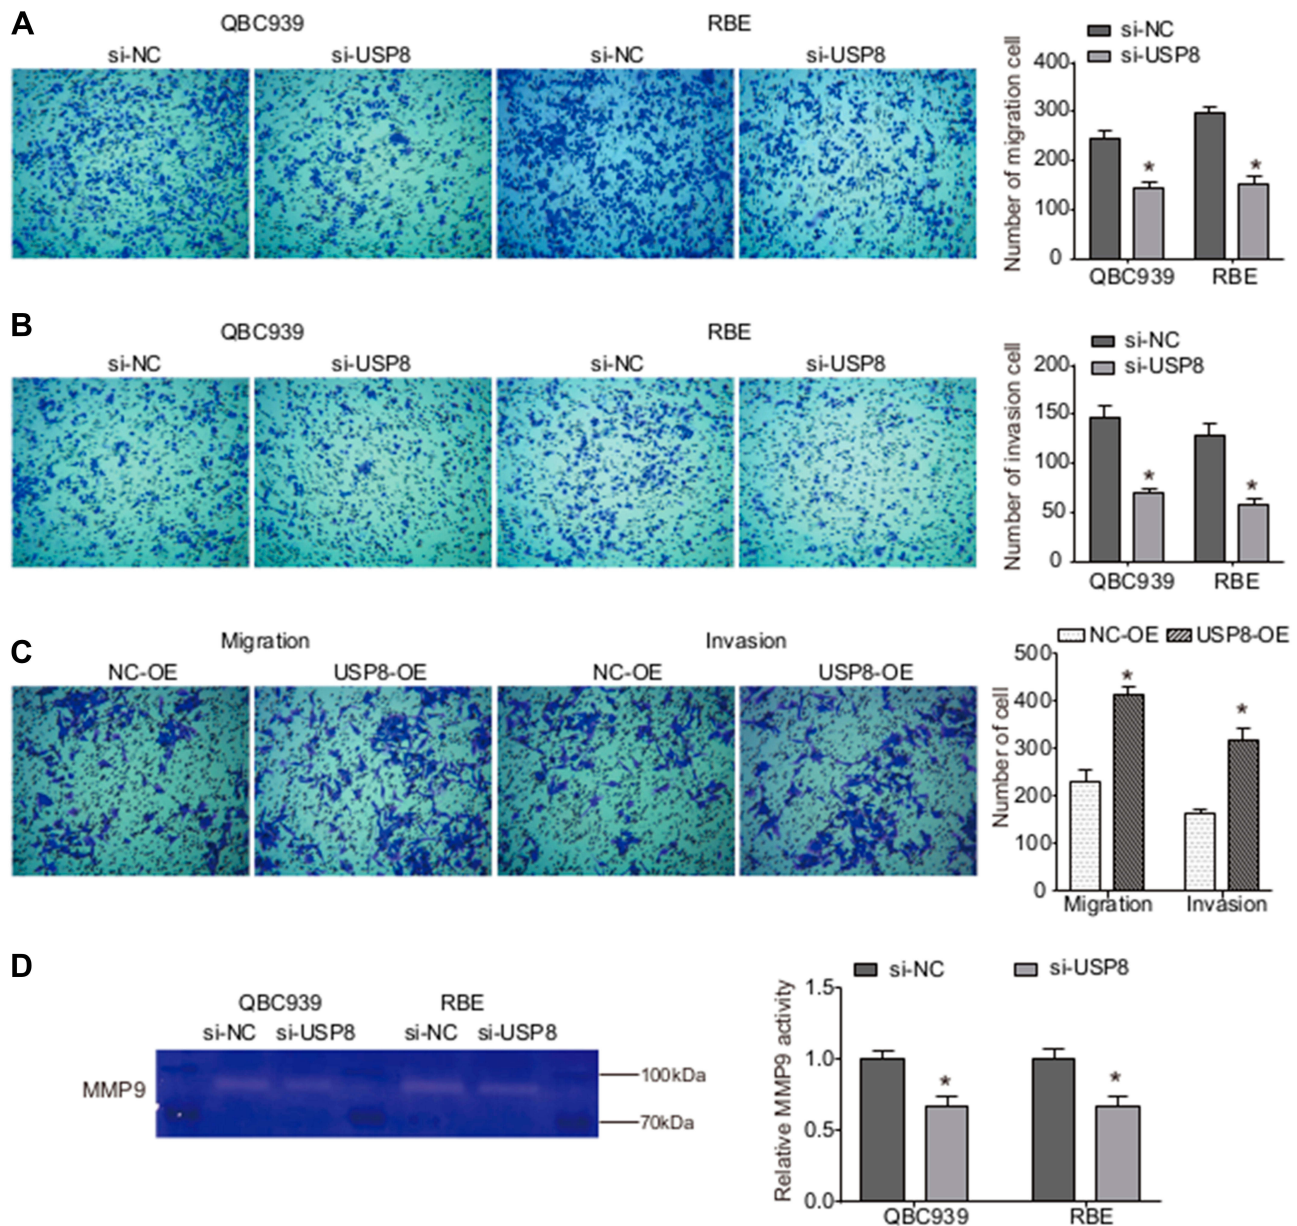 A
QBC939
RBE
si-NC
si-USP8
si-NC
si-USP8
Number of migration cell
si-NC
si-USP8
400
300
200
100
0
*
*
QBC939
RBE
B
QBC939
RBE
si-NC
si-USP8
si-NC
si-USP8
Number of invasion cell
si-NC
si-USP8
200
150
100
50
0
*
*
QBC939
RBE
C
Migration
Invasion
NC-OE
USP8-OE
NC-OE
USP8-OE
Number of cell
NC-OE
USP8-OE
500
400
300
200
100
0
*
*
Migration
Invasion
D
QBC939
RBE
si-NC
si-USP8
si-NC
si-USP8
MMP9
100kDa
70kDa
Relative MMP9 activity
si-NC
si-USP8
1.5
1.0
0.5
0.0
*
*
QBC939
RBE